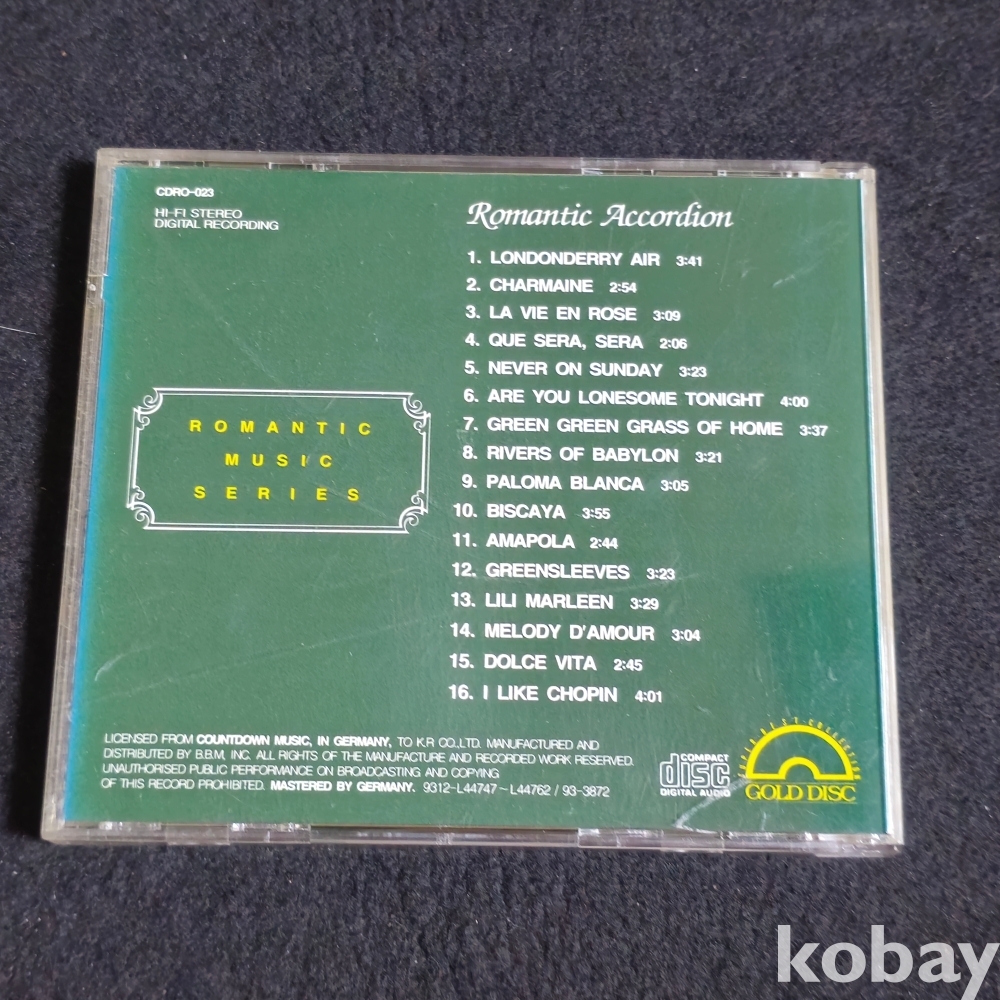 CDRO-023
HI-FI STEREO
DIGITAL RECORDING
Romantic Accordion
1. LONDONDERRY AIR 3:41
2. CHARMAINE 2:54
3. LA VIE EN ROSE 3:09
4. QUE SERA, SERA 2:06
5. NEVER ON SUNDAY 3:23
6. ARE YOU LONESOME TONIGHT 4:00
7. GREEN GREEN GRASS OF HOME 3:37
8. RIVERS OF BABYLON 3:21
9. PALOMA BLANCA 3:05
10. BISCAYA 3:55
11. AMAPOLA 2:44
12. GREENSLEEVES 3:23
13. LILI MARLEEN 3:29
14. MELODY D'AMOUR 3:04
15. DOLCE VITA 2:45
16. I LIKE CHOPIN 4:01
ROMANTIC
MUSIC
SERIES
LICENSED FROM COUNTDOWN MUSIC, IN GERMANY, TO K.R CO.,LTD. MANUFACTURED AND
DISTRIBUTED BY B.B.M, INC. ALL RIGHTS OF THE MANUFACTURE AND RECORDED WORK RESERVED.
UNAUTHORISED PUBLIC PERFORMANCE ON BROADCASTING AND COPYING
OF THIS RECORD PROHIBITED. MASTERED BY GERMANY. 9312-L44747~L44762 / 93-3872
COMPACT
disc
DIGITAL AUDIO
GOLD DISC
kobay